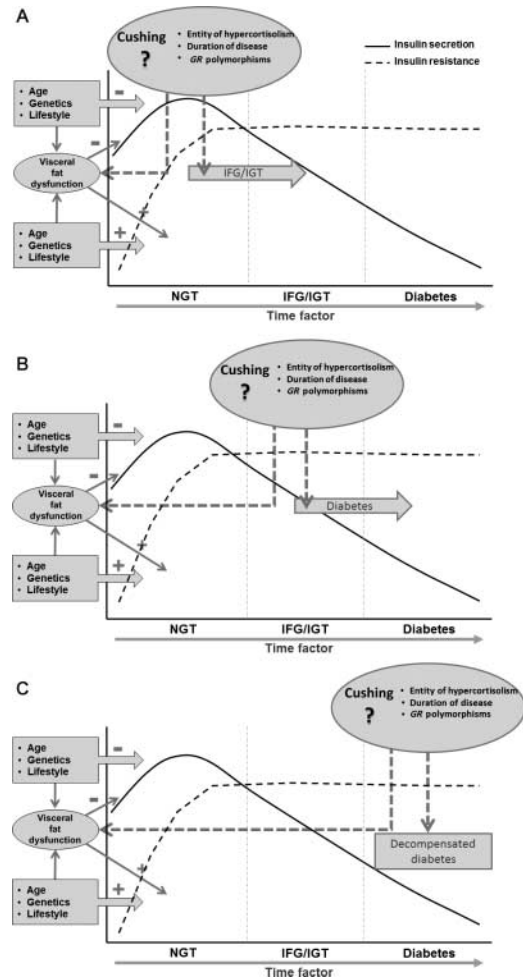 A
Cushing
?
• Entity of hypercortisolism
• Duration of disease
• GR polymorphisms
Insulin secretion
Insulin resistance
• Age
• Genetics
• Lifestyle
–
–
Visceral
fat
dysfunction
IFG/IGT
+
+
• Age
• Genetics
• Lifestyle
NGT IFG/IGT Diabetes
Time factor
B
Cushing
?
• Entity of hypercortisolism
• Duration of disease
• GR polymorphisms
• Age
• Genetics
• Lifestyle
–
–
Visceral
fat
dysfunction
Diabetes
+
+
• Age
• Genetics
• Lifestyle
NGT IFG/IGT Diabetes
Time factor
C
Cushing
?
• Entity of hypercortisolism
• Duration of disease
• GR polymorphisms
• Age
• Genetics
• Lifestyle
–
–
Visceral
fat
dysfunction
Decompensated
diabetes
+
+
• Age
• Genetics
• Lifestyle
NGT IFG/IGT Diabetes
Time factor